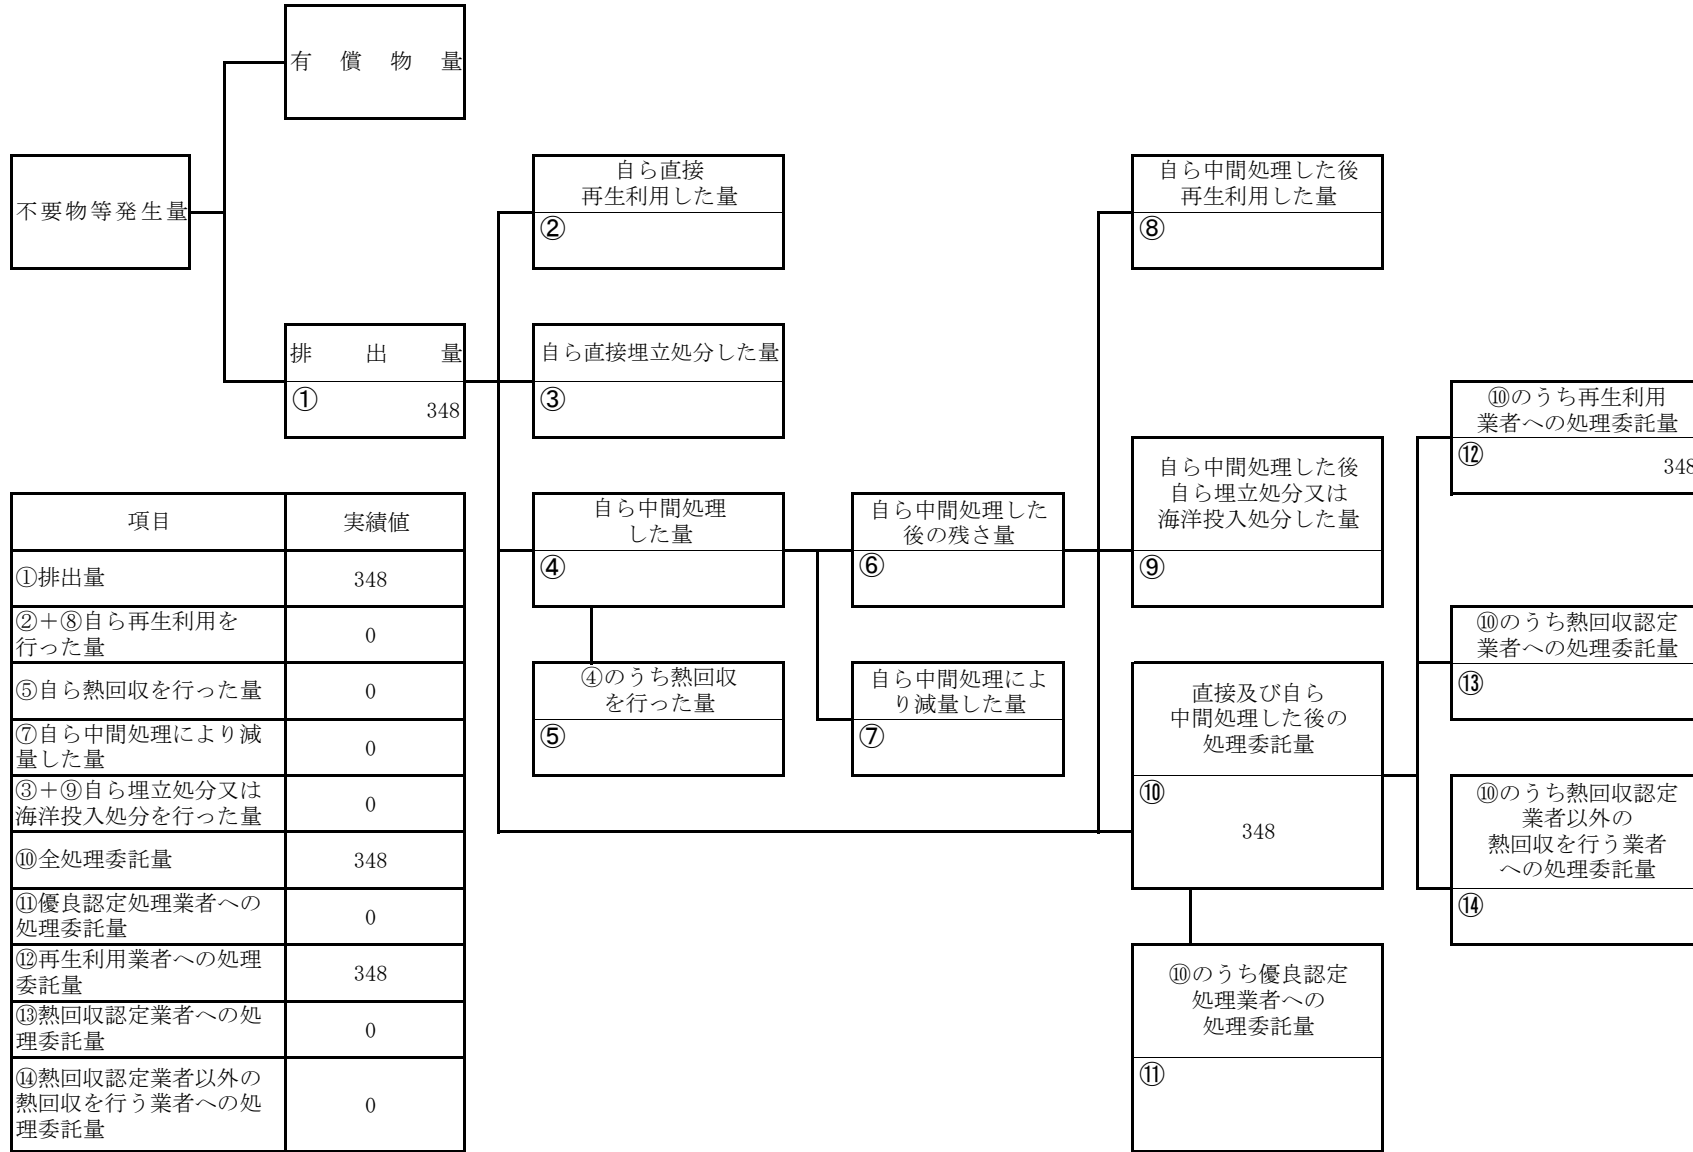 有償物量
不要物等発生量
自ら直接
再生利用した量
②
自ら中間処理した後
再生利用した量
⑧
排出量
①
348
自ら直接埋立処分した量
③
⑩のうち再生利用
業者への処理委託量
⑫
348
自ら中間処理
した量
④
自ら中間処理した
後の残さ量
⑥
自ら中間処理した後
自ら埋立処分又は
海洋投入処分した量
⑨
⑩のうち熱回収認定
業者への処理委託量
⑬
④のうち熱回収
を行った量
⑤
自ら中間処理によ
り減量した量
⑦
直接及び自ら
中間処理した後の
処理委託量
⑩
348
⑩のうち熱回収認定
業者以外の
熱回収を行う業者
への処理委託量
⑭
⑩のうち優良認定
処理業者への
処理委託量
⑪
項目 実績値
①排出量 348
②＋⑧自ら再生利用を
行った量 0
⑤自ら熱回収を行った量 0
⑦自ら中間処理により減
量した量 0
③＋⑨自ら埋立処分又は
海洋投入処分を行った量 0
⑩全処理委託量 348
⑪優良認定処理業者への
処理委託量 0
⑫再生利用業者への処理
委託量 348
⑬熱回収認定業者への処
理委託量 0
⑭熱回収認定業者以外の
熱回収を行う業者への処
理委託量 0